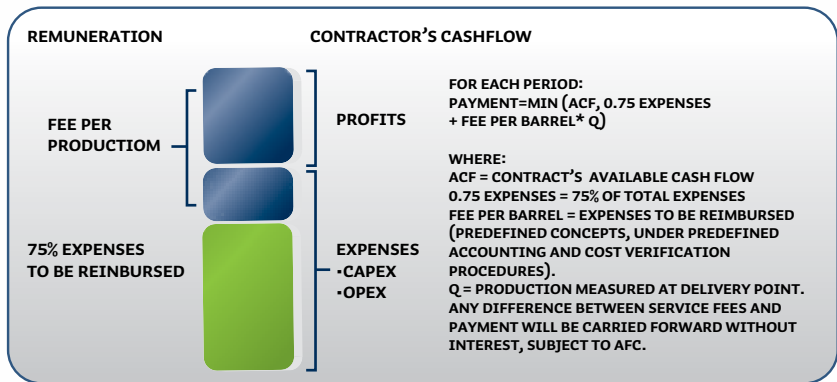 REMUNERATION
CONTRACTOR'S CASHFLOW
FEE PER
PRODUCTIOM
75% EXPENSES
TO BE REINBURSED
PROFITS
EXPENSES
·CAPEX
·OPEX
FOR EACH PERIOD:
PAYMENT=MIN (ACF, 0.75 EXPENSES
+ FEE PER BARREL* Q)
WHERE:
ACF = CONTRACT'S AVAILABLE CASH FLOW
0.75 EXPENSES = 75% OF TOTAL EXPENSES
FEE PER BARREL = EXPENSES TO BE REIMBURSED
(PREDEFINED CONCEPTS, UNDER PREDEFINED
ACCOUNTING AND COST VERIFICATION
PROCEDURES).
Q = PRODUCTION MEASURED AT DELIVERY POINT.
ANY DIFFERENCE BETWEEN SERVICE FEES AND
PAYMENT WILL BE CARRIED FORWARD WITHOUT
INTEREST, SUBJECT TO AFC.